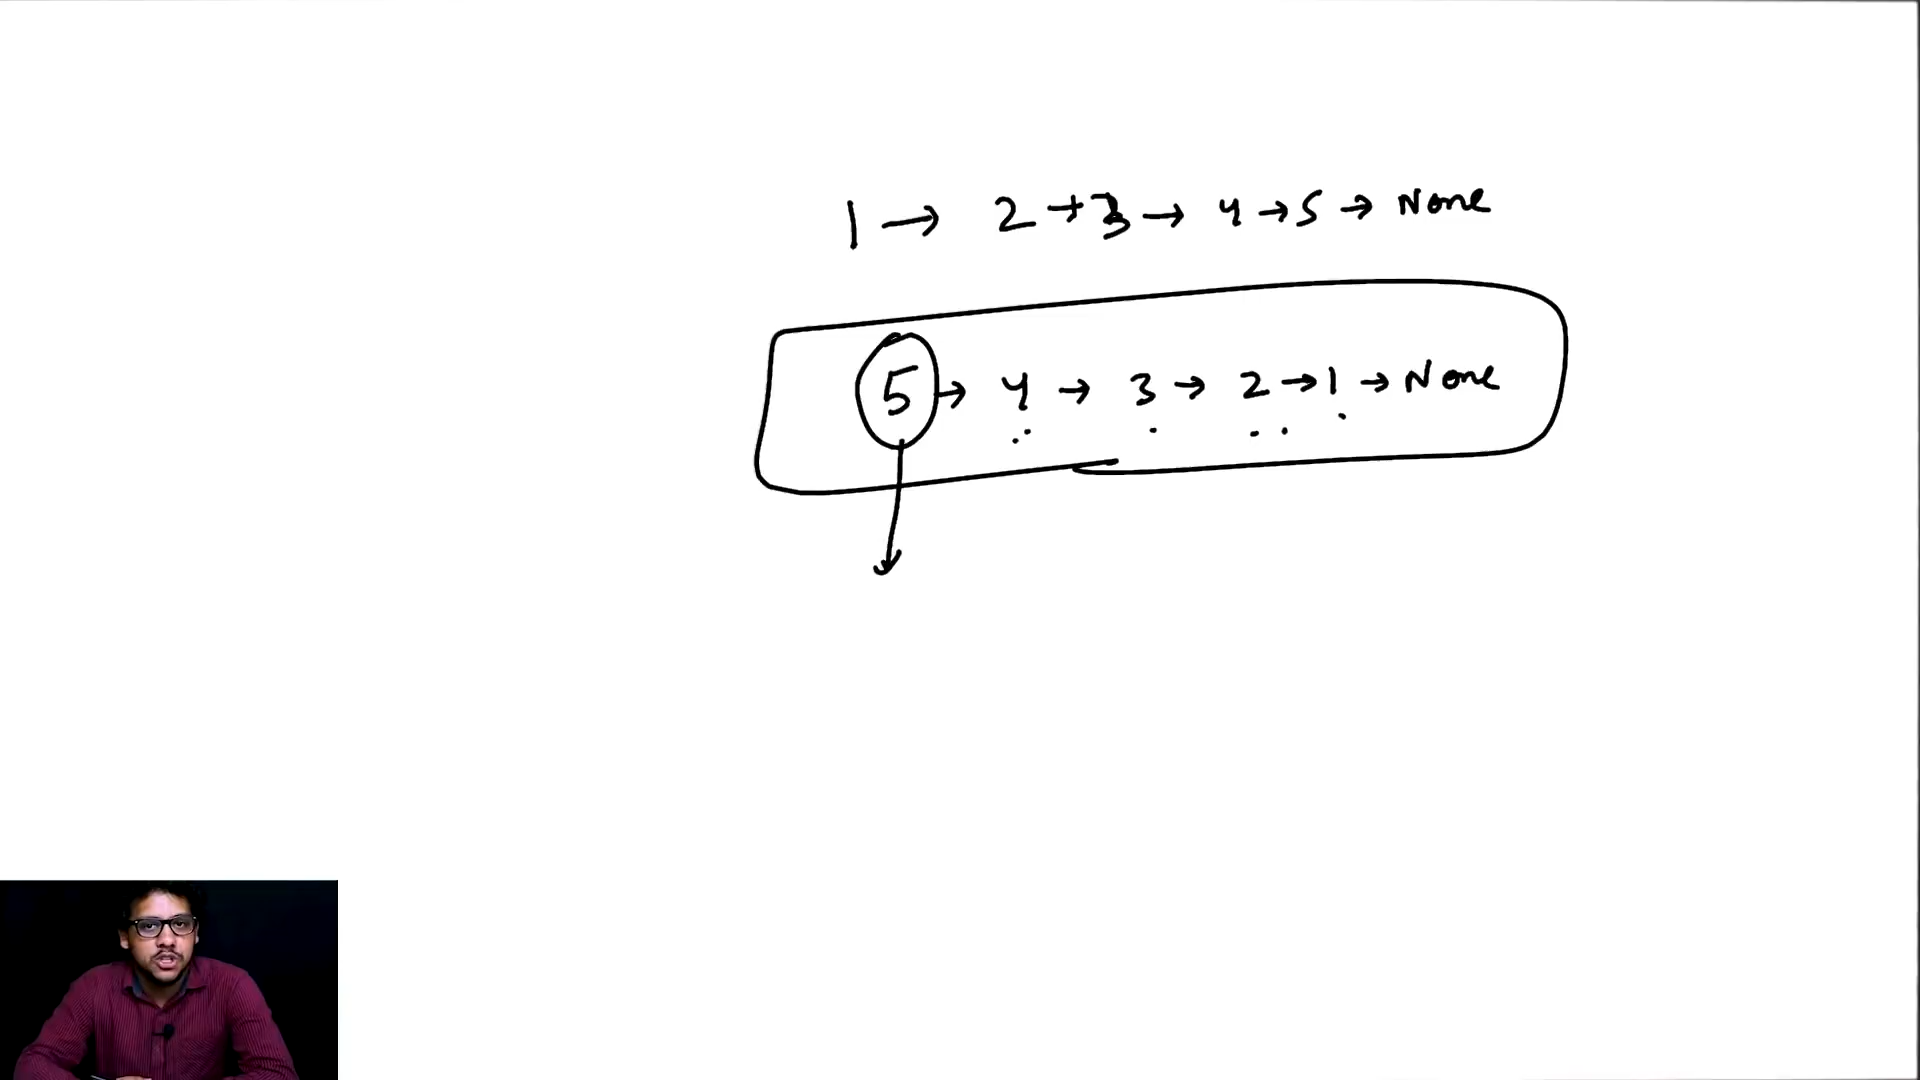 1 → 2 → 3 → 4 → 5 → None
5 → 4 → 3 → 2 → 1 → None